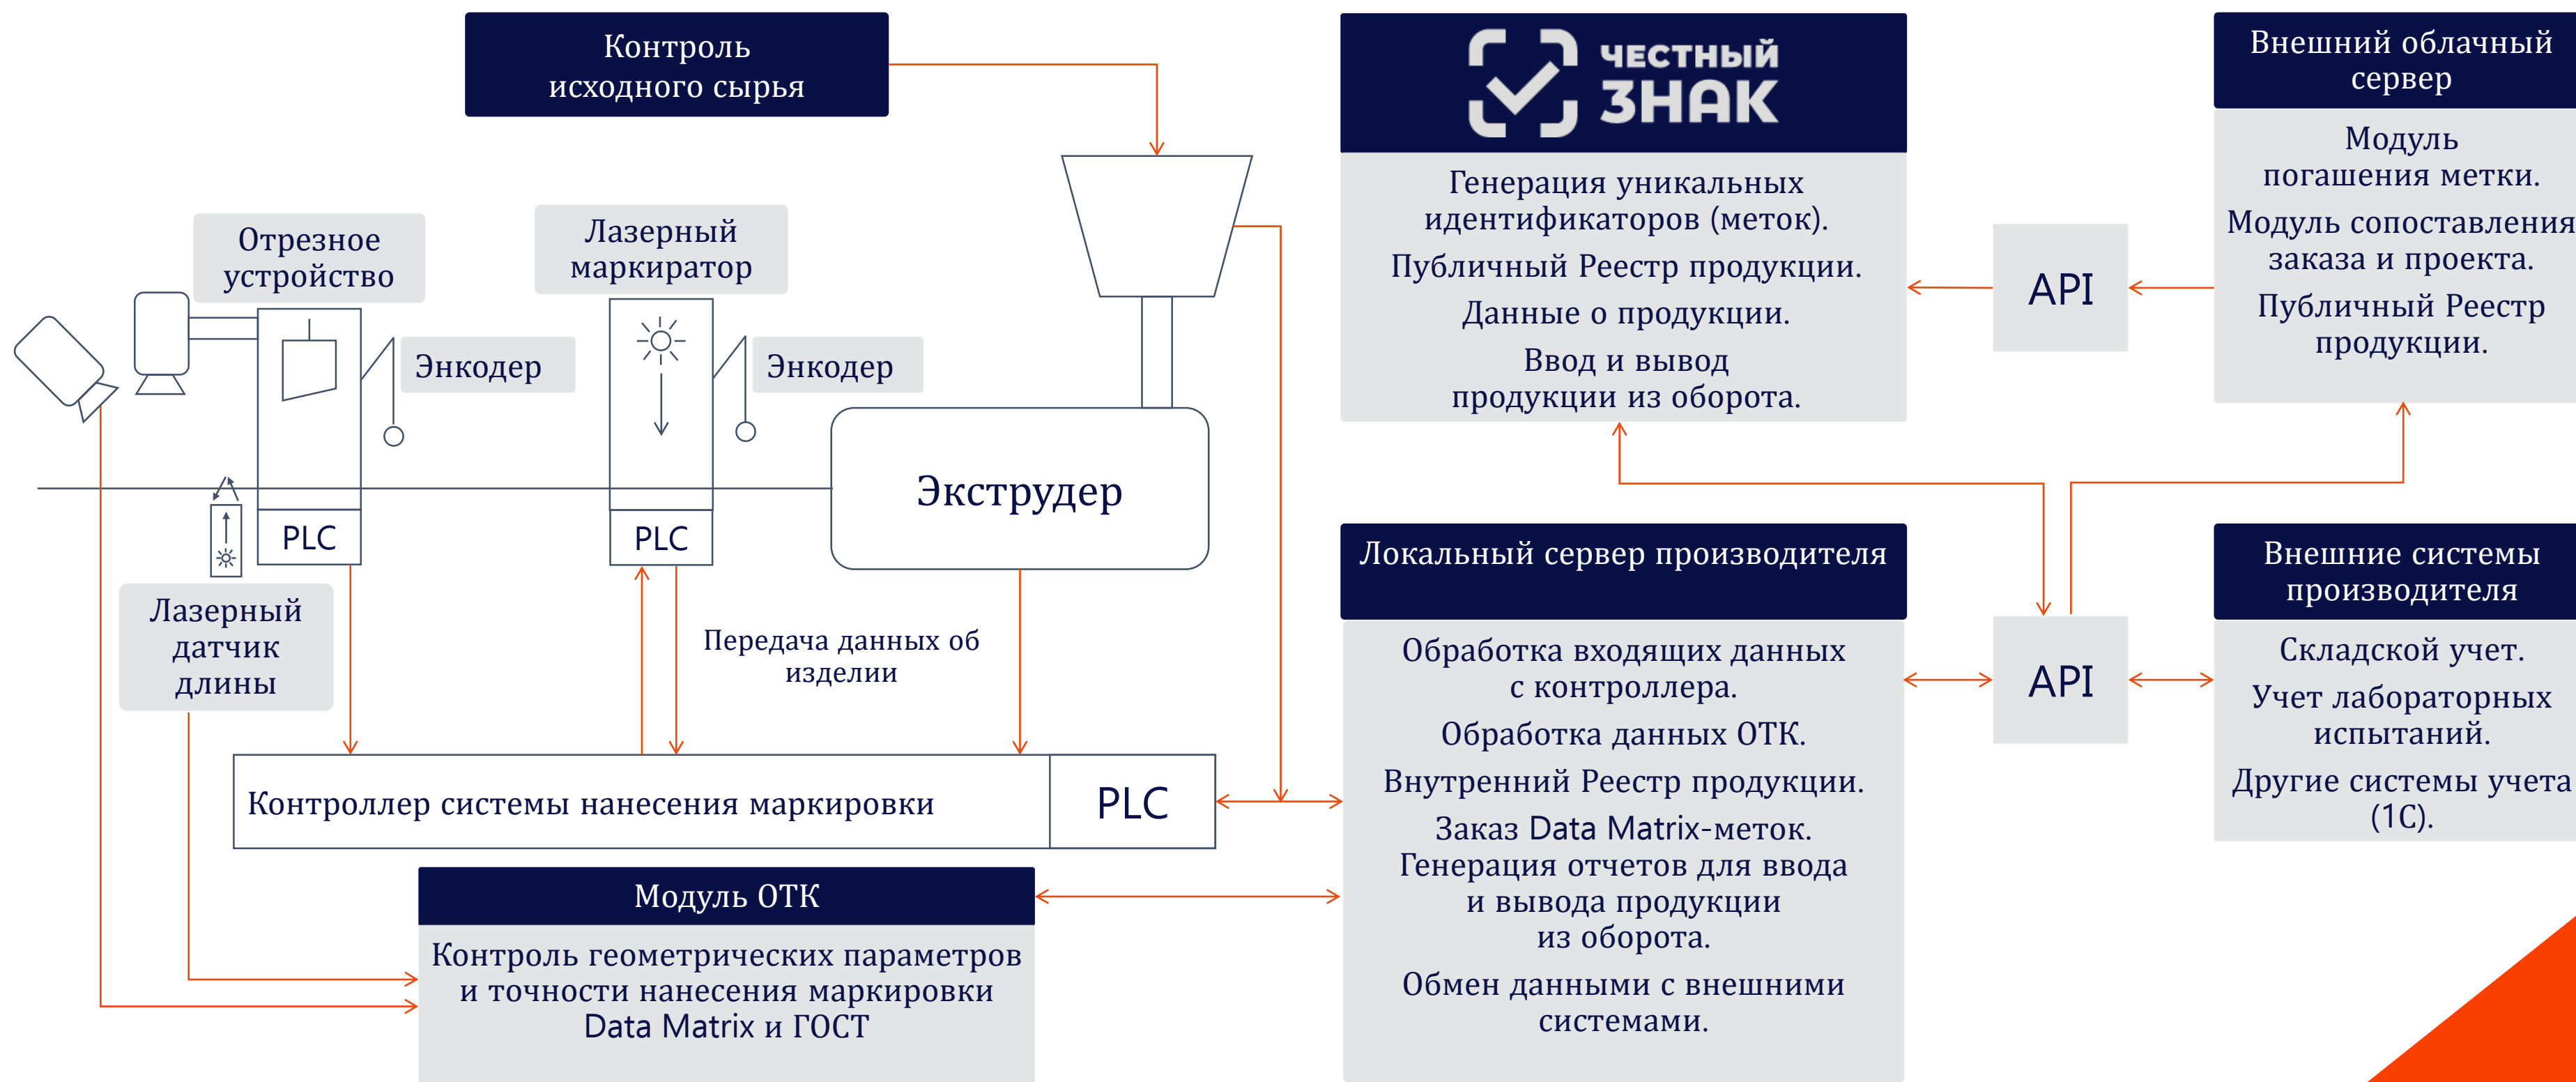 Контроль
исходного сырья
ЧЕСТНЫЙ
ЗНАК
Генерация уникальных
идентификаторов (меток).
Публичный Реестр продукции.
Данные о продукции.
Ввод и вывод
продукции из оборота.
API
Внешний облачный
сервер
Модуль
погашения метки.
Модуль сопоставления
заказа и проекта.
Публичный Реестр
продукции.
Отрезное
устройство
Лазерный
маркиратор
Энкодер
Энкодер
Экструдер
PLC
PLC
Лазерный
датчик
длины
Передача данных об
изделии
Контроллер системы нанесения маркировки
PLC
Модуль ОТК
Контроль геометрических параметров
и точности нанесения маркировки
Data Matrix и ГОСТ
Локальный сервер производителя
Обработка входящих данных
с контроллера.
Обработка данных ОТК.
Внутренний Реестр продукции.
Заказ Data Matrix-меток.
Генерация отчетов для ввода
и вывода продукции
из оборота.
Обмен данными с внешними
системами.
API
Внешние системы
производителя
Складской учет.
Учет лабораторных
испытаний.
Другие системы учета
(1С).